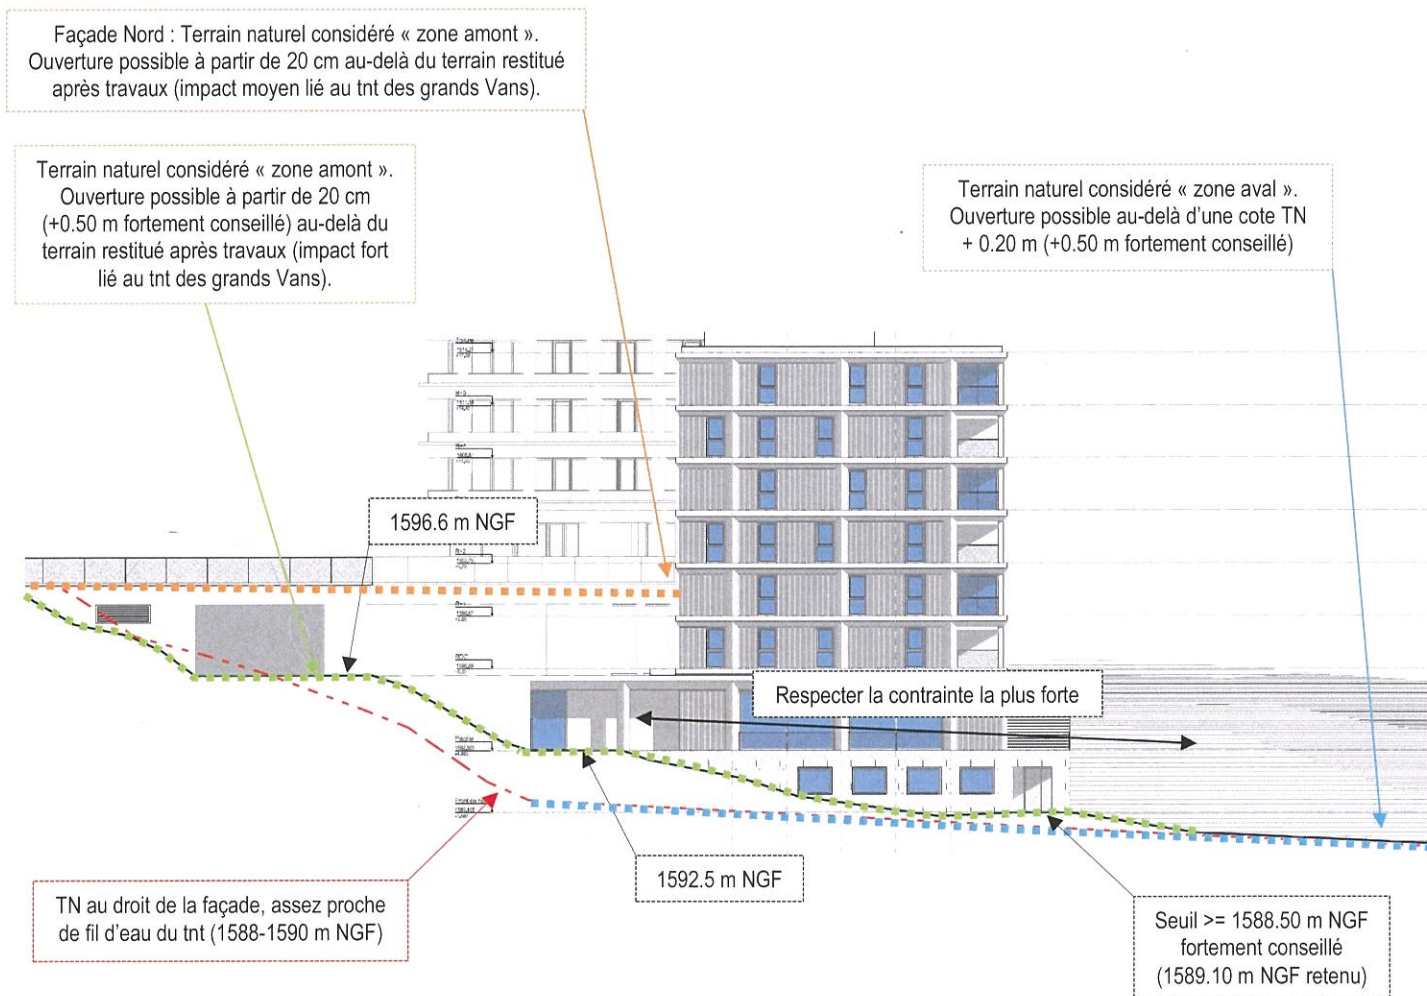 Façade Nord : Terrain naturel considéré « zone amont ».
Ouverture possible à partir de 20 cm au-delà du terrain restitué
après travaux (impact moyen lié au tnt des grands Vans).
Terrain naturel considéré « zone amont ».
Ouverture possible à partir de 20 cm
(+0.50 m fortement conseillé) au-delà du
terrain restitué après travaux (impact fort
lié au tnt des grands Vans).
Terrain naturel considéré « zone aval ».
Ouverture possible au-delà d'une cote TN
+ 0.20 m (+0.50 m fortement conseillé)
1596.6 m NGF
Respecter la contrainte la plus forte
1592.5 m NGF
TN au droit de la façade, assez proche
de fil d'eau du tnt (1588-1590 m NGF)
Seuil >= 1588.50 m NGF
fortement conseillé
(1589.10 m NGF retenu)
RDC